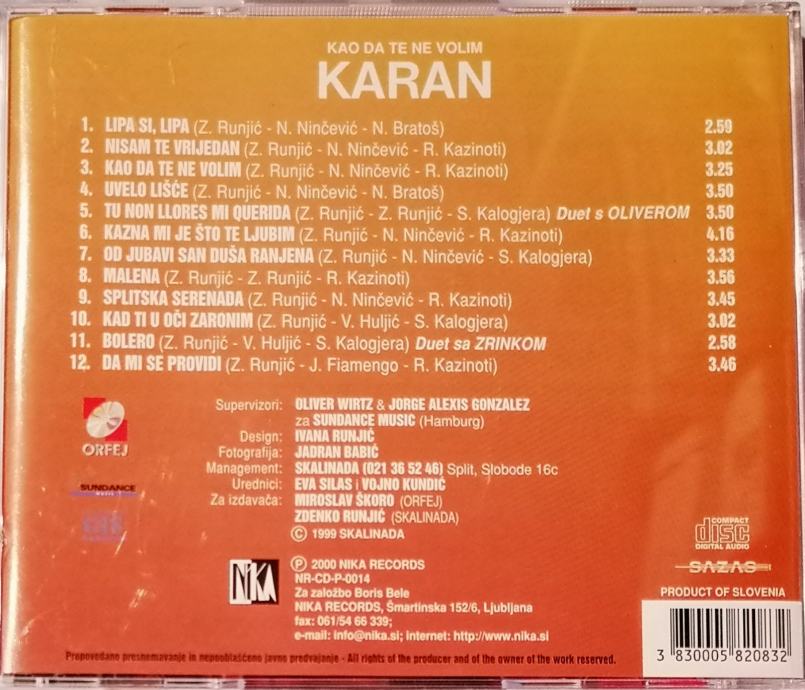 KAO DA TE NE VOLIM
KARAN
1. LIPA SI, LIPA (Z. Runjić - N. Ninčević - N. Bratoš) 2.59
2. NISAM TE VRIJEDAN (Z. Runjić - N. Ninčević - R. Kazinoti) 3.02
3. KAO DA TE NE VOLIM (Z. Runjić - N. Ninčević - R. Kazinoti) 3.25
4. UVELO LIŠĆE (Z. Runjić - N. Ninčević - N. Bratoš) 3.50
5. TU NON LLORES MI QUERIDA (Z. Runjić - Z. Runjić - S. Kalogjera) Duet s OLIVEROM 3.50
6. KAZNA MI JE ŠTO TE LJUBIM (Z. Runjić - N. Ninčević - R. Kazinoti) 4.16
7. OD JUBAVI SAN DUŠA RANJENA (Z. Runjić - N. Ninčević - S. Kalogjera) 3.33
8. MALENA (Z. Runjić - Z. Runjić - R. Kazinoti) 3.56
9. SPLITSKA SERENADA (Z. Runjić - N. Ninčević - R. Kazinoti) 3.45
10. KAD TI U OČI ZARONIM (Z. Runjić - V. Huljić - S. Kalogjera) 3.02
11. BOLERO (Z. Runjić - V. Huljić - S. Kalogjera) Duet sa ZRINKOM 2.58
12. DA MI SE PROVIDI (Z. Runjić - J. Fiamengo - R. Kazinoti) 3.46
Supervizori: OLIVER WIRTZ & JORGE ALEXIS GONZALEZ
za SUNDANCE MUSIC (Hamburg)
Design: IVANA RUNJIĆ
Fotografija: JADRAN BABIĆ
Management: SKALINADA (021 36 52 46) Split, Slobode 16c
Urednici: EVA SILAS i VOJNO KUNDIĆ
Za izdavača: MIROSLAV ŠKORO (ORFEJ)
ZDENKO RUNJIĆ (SKALINADA)
© 1999 SKALINADA
ORFEJ
SUNDANCE
NIKA
℗ 2000 NIKA RECORDS
NR-CD-P-0014
Za založbo Boris Bele
NIKA RECORDS, Šmartinska 152/6, Ljubljana
fax: 061/54 66 339;
e-mail: info@nika.si; internet: http://www.nika.si
COMPACT
disc
DIGITAL AUDIO
SAZAS
PRODUCT OF SLOVENIA
3 830005 820832
Prepovedano presnemavanje in nepooblaščeno javno predvajanje - All rights of the producer and of the owner of the work reserved.